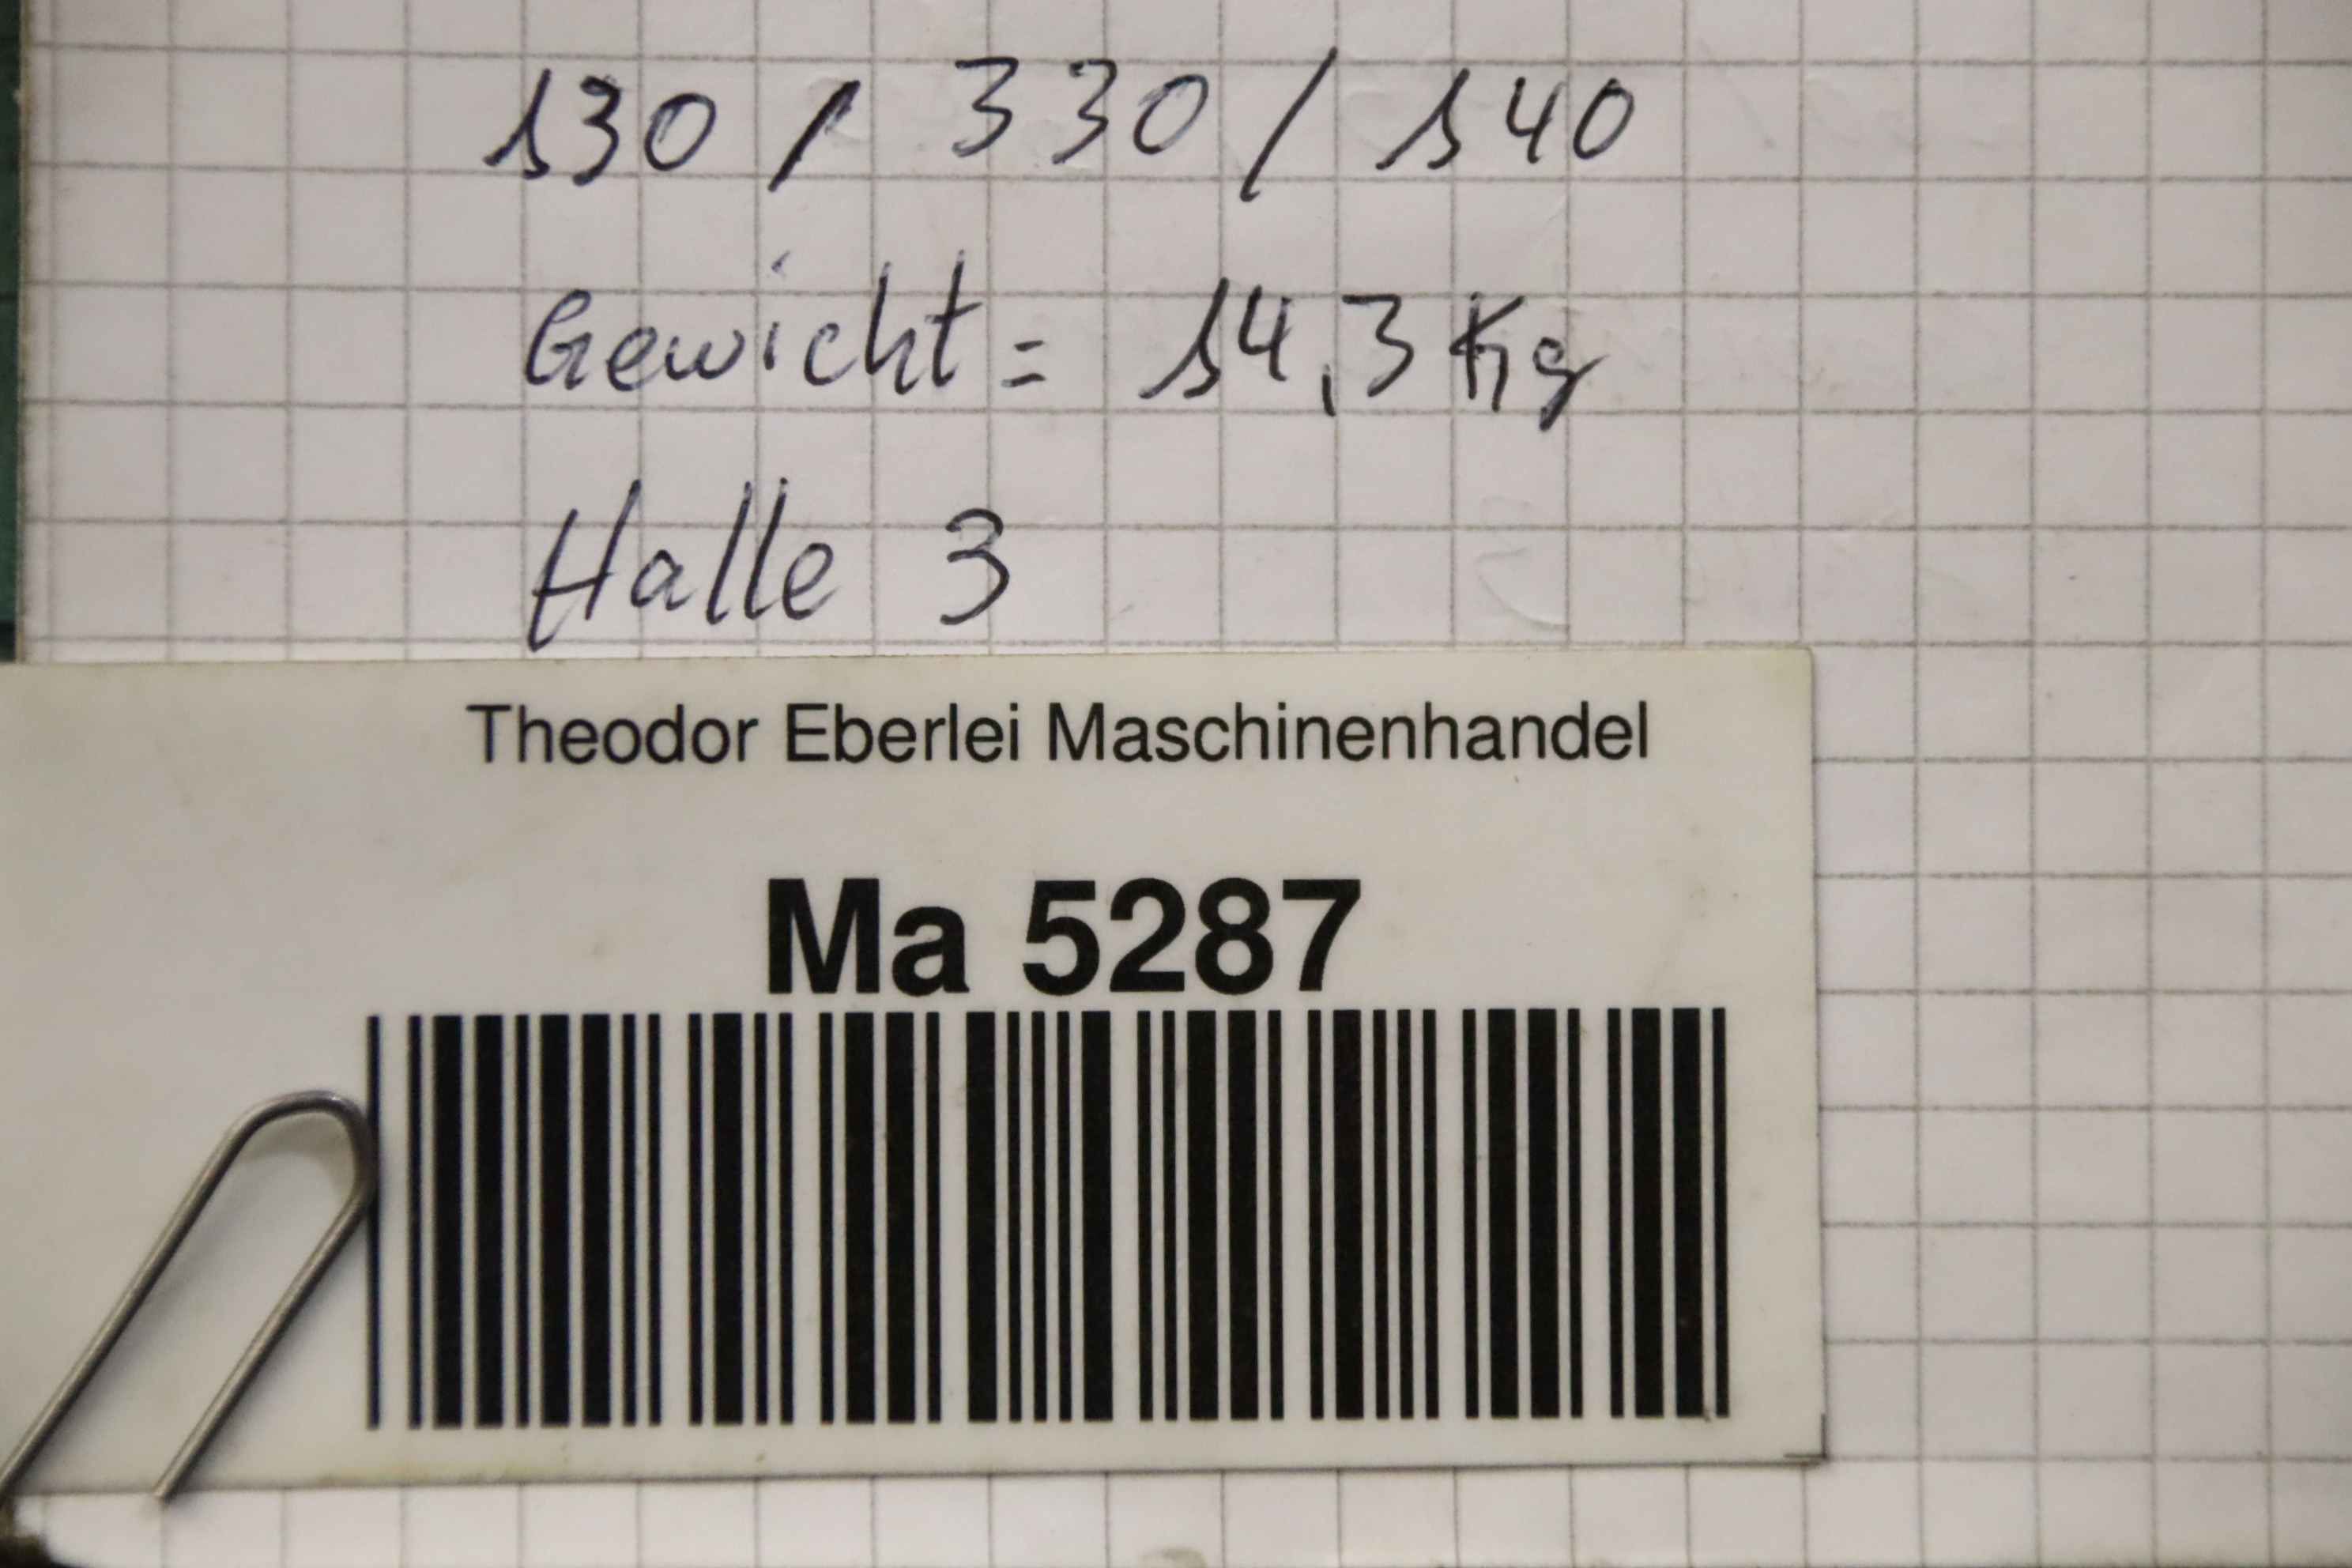 130 / 330 / 140
Gewicht = 14,3 Kg
Halle 3
Theodor Eberlei Maschinenhandel
Ma 5287